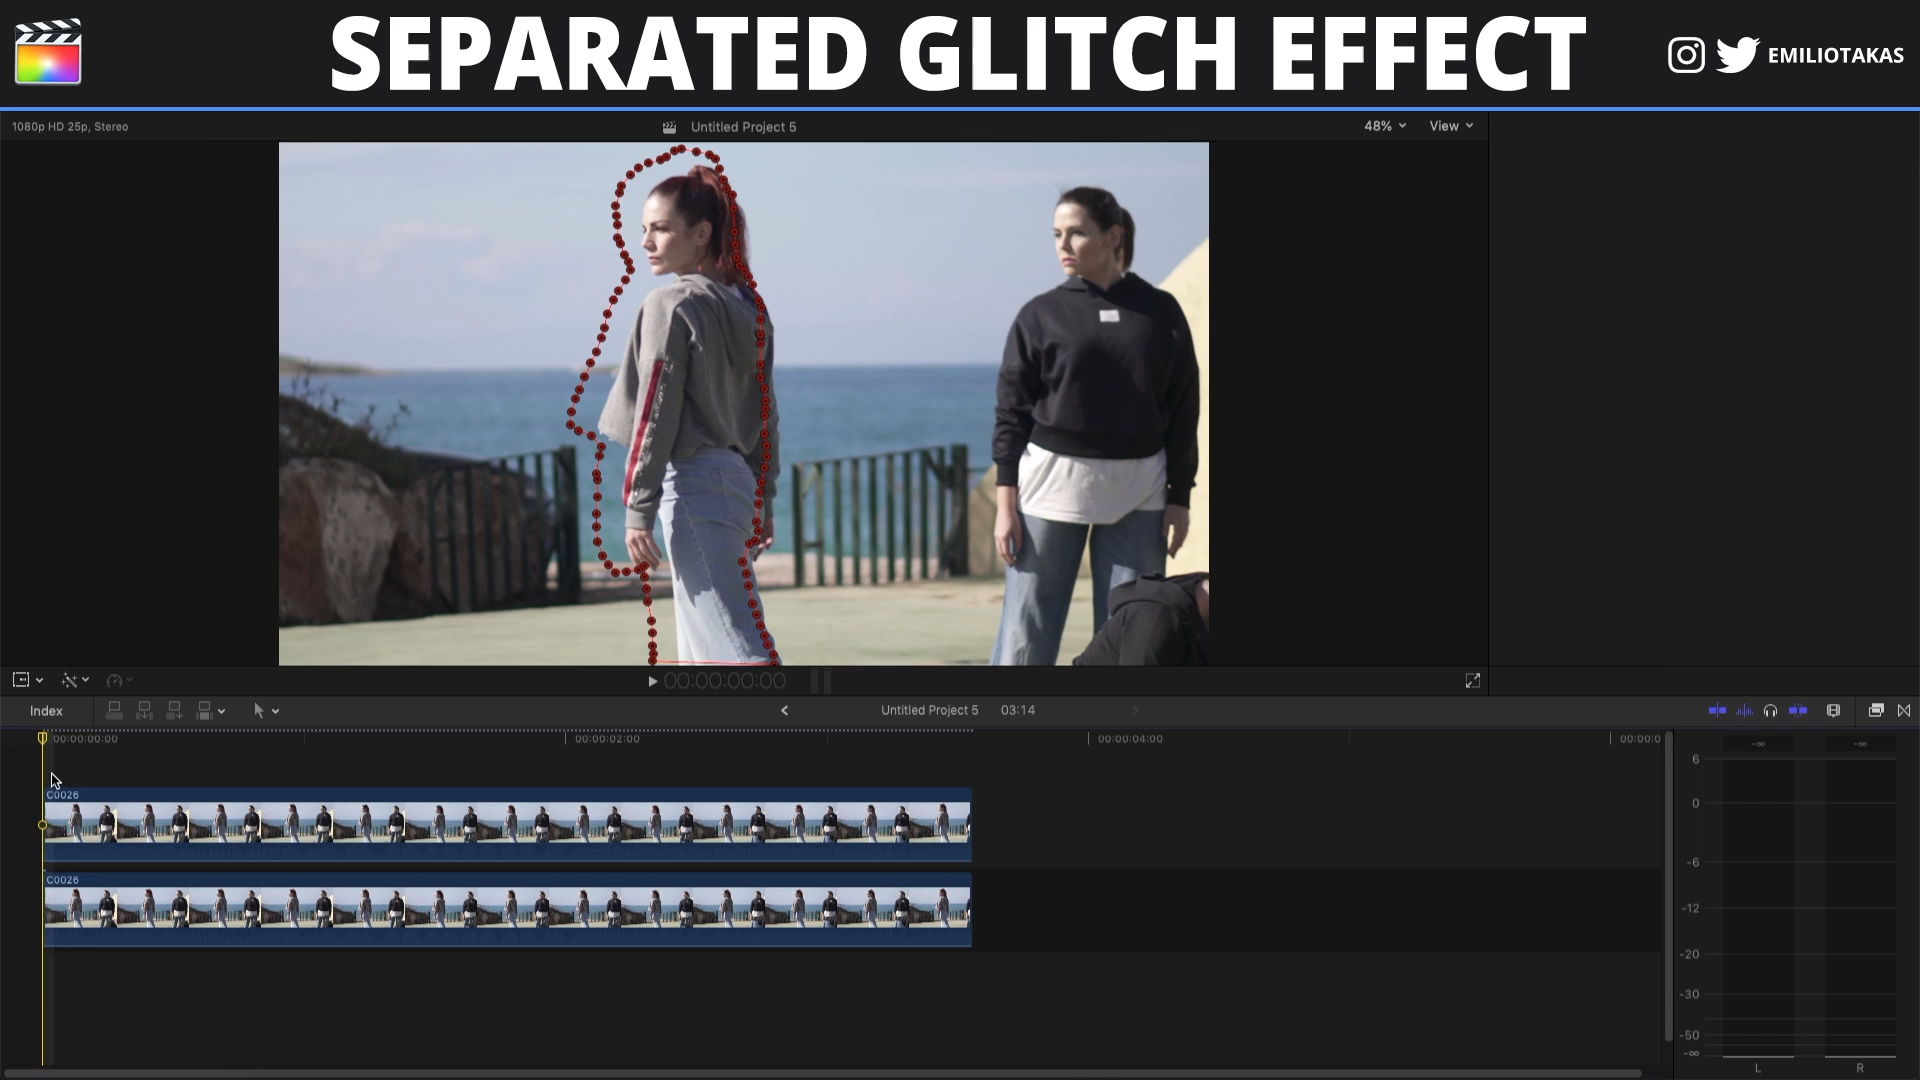 SEPARATED GLITCH EFFECT
EMILIOTAKAS
1080p HD 25p, Stereo
Untitled Project 5
48%
View
00:00:00:00
Index
Untitled Project 5
03:14
00:00:00:00
00:00:02:00
00:00:04:00
00:00:0
C0026
C0026
-∞
-∞
6
0
-6
-12
-20
-30
-50
-∞
L
R